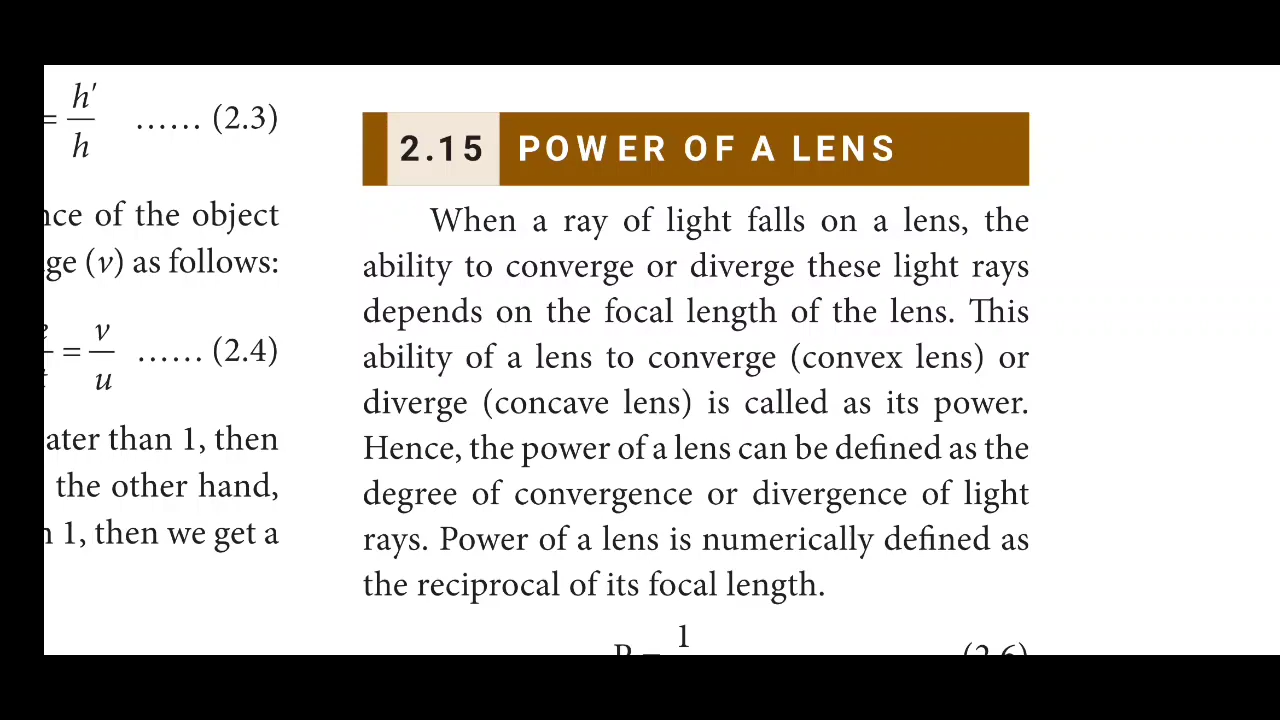 = h′/h ...... (2.3)
of the object
(v) as follows:
= v/u ...... (2.4)
than 1, then
the other hand,
1, then we get a
2.15 POWER OF A LENS
When a ray of light falls on a lens, the
ability to converge or diverge these light rays
depends on the focal length of the lens. This
ability of a lens to converge (convex lens) or
diverge (concave lens) is called as its power.
Hence, the power of a lens can be defined as the
degree of convergence or divergence of light
rays. Power of a lens is numerically defined as
the reciprocal of its focal length.
P = 1 (2.6)